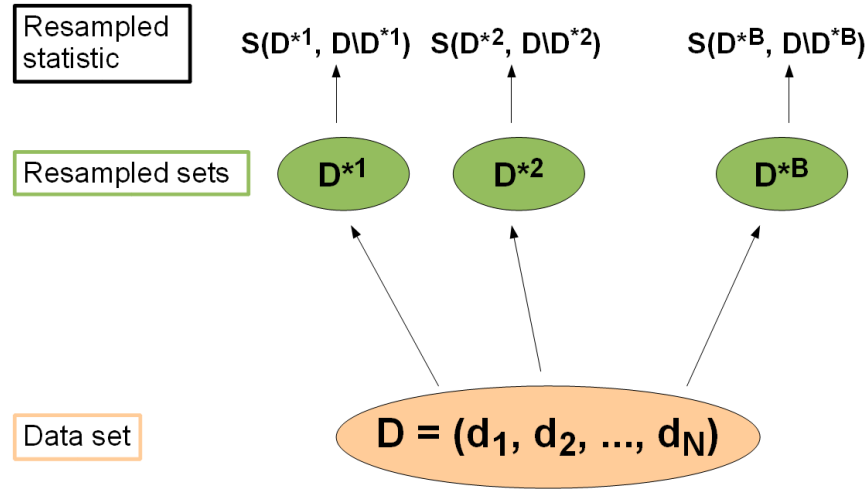 Resampled
statistic
S(D*1, D\D*1) S(D*2, D\D*2) S(D*B, D\D*B)
Resampled sets
D*1 D*2 D*B
Data set
D = (d1, d2, ..., dN)